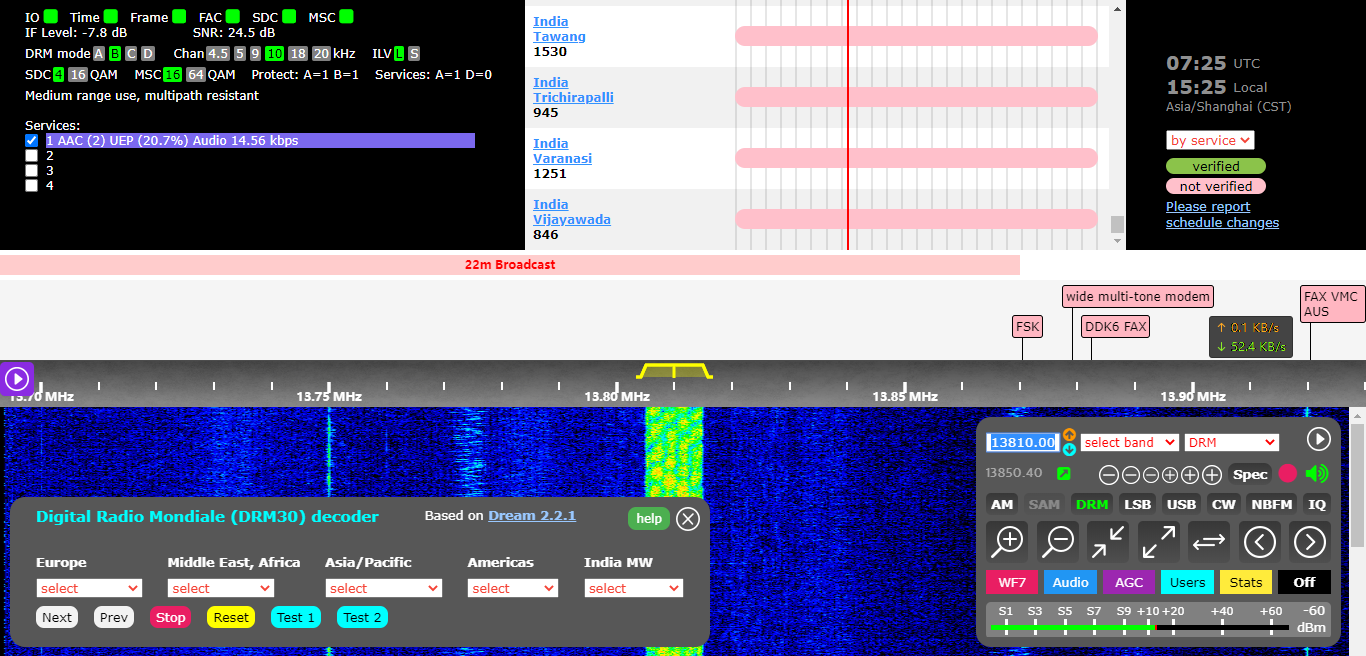 IO Time Frame FAC SDC MSC
IF Level: -7.8 dB SNR: 24.5 dB
DRM mode A B C D Chan 4.5 5 9 10 18 20 kHz ILV L S
SDC 4 16 QAM MSC 16 64 QAM Protect: A=1 B=1 Services: A=1 D=0
Medium range use, multipath resistant
Services:
1 AAC (2) UEP (20.7%) Audio 14.56 kbps
2
3
4
India
Tawang
1530
India
Trichirapalli
945
India
Varanasi
1251
India
Vijayawada
846
07:25 UTC
15:25 Local
Asia/Shanghai (CST)
by service
verified
not verified
Please report
schedule changes
22m Broadcast
FSK
wide multi-tone modem
DDK6 FAX
↑ 0.1 KB/s
↓ 52.4 KB/s
FAX VMC
AUS
13.70 MHz 13.75 MHz 13.80 MHz 13.85 MHz 13.90 MHz
Digital Radio Mondiale (DRM30) decoder Based on Dream 2.2.1 help
Europe Middle East, Africa Asia/Pacific Americas India MW
select select select select select
Next Prev Stop Reset Test 1 Test 2
13810.00 select band DRM
13850.40 Spec
AM SAM DRM LSB USB CW NBFM IQ
WF7 Audio AGC Users Stats Off
S1 S3 S5 S7 S9 +10 +20 +40 +60 -60
dBm